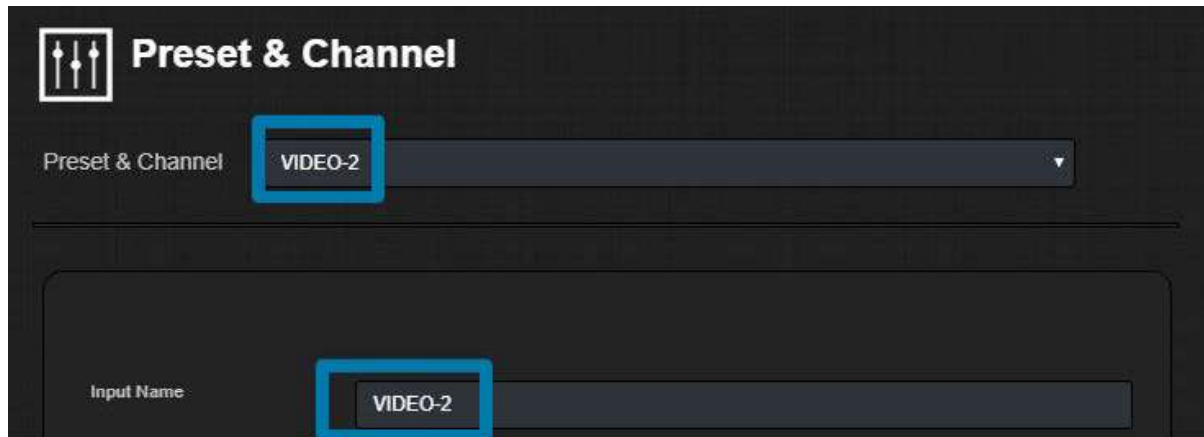 Preset & Channel
Preset & Channel VIDEO-2
Input Name VIDEO-2